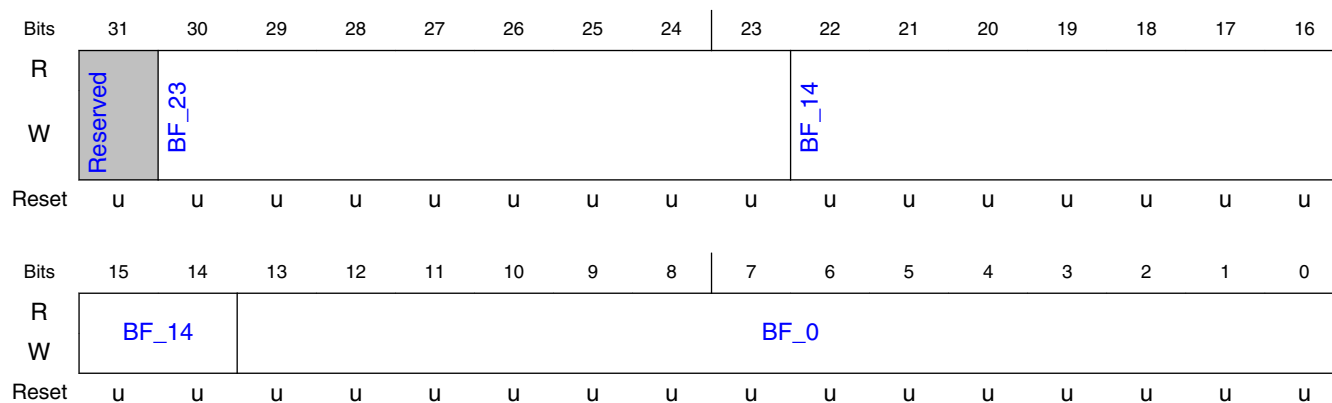 Bits 31 30 29 28 27 26 25 24 23 22 21 20 19 18 17 16
R
Reserved BF_23 BF_14
W
Reset u u u u u u u u u u u u u u u u
Bits 15 14 13 12 11 10 9 8 7 6 5 4 3 2 1 0
R
BF_14 BF_0
W
Reset u u u u u u u u u u u u u u u u